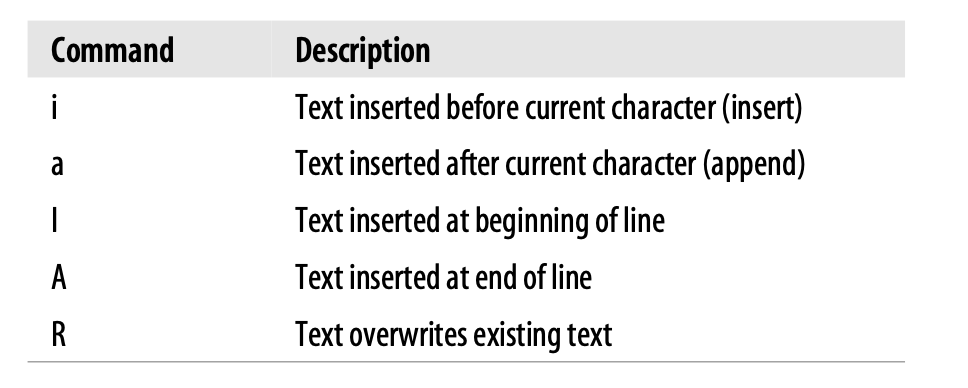 Command Description
i Text inserted before current character (insert)
a Text inserted after current character (append)
I Text inserted at beginning of line
A Text inserted at end of line
R Text overwrites existing text